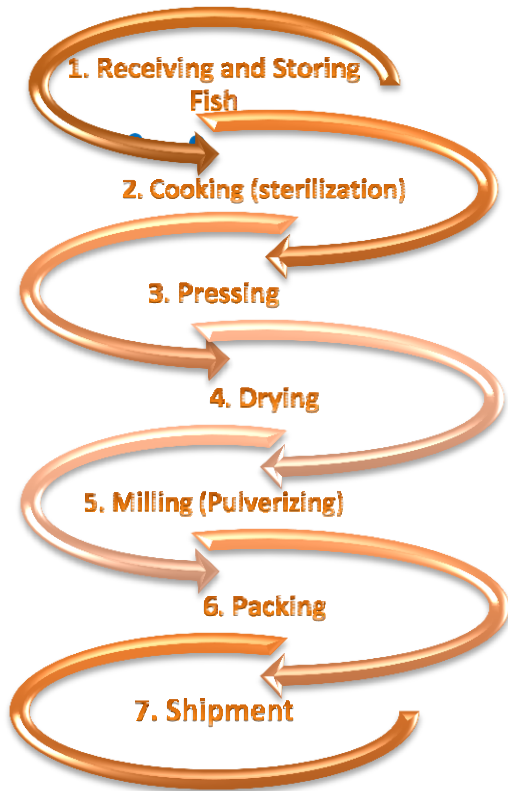 1. Receiving and Storing
Fish
2. Cooking (sterilization)
3. Pressing
4. Drying
5. Milling (Pulverizing)
6. Packing
7. Shipment